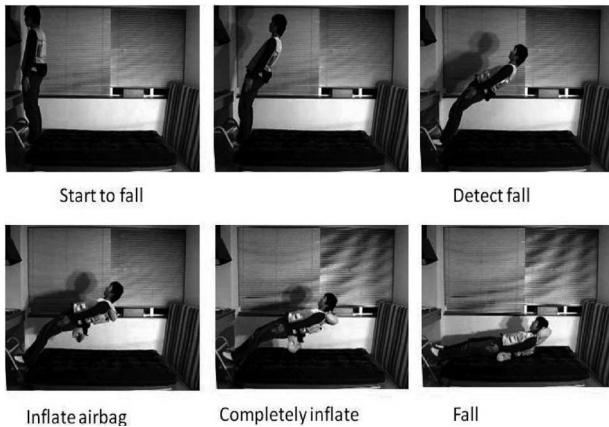 Start to fall
Detect fall
Inflate airbag
Completely inflate
Fall